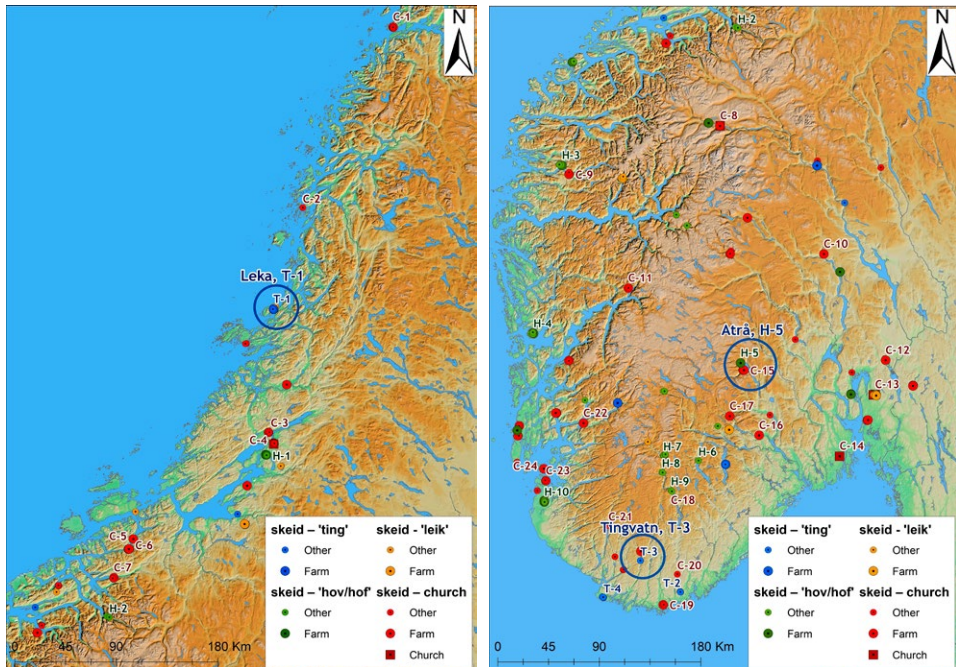 N
C-1
C-2
Leka, T-1
T-1
C-3
C-4
H-1
C-5
C-6
C-7
H-2
0 45 90 180 Km
skeid – 'ting'
Other
Farm
skeid - 'leik'
Other
Farm
skeid – 'hov/hof'
Other
Farm
skeid – church
Other
Farm
Church
N
H-2
C-8
H-3
C-9
C-10
C-11
H-4
Atrå, H-5
H-5
C-15
C-12
C-13
C-22
C-17
C-16
C-14
H-7
H-6
H-8
C-24
C-23
H-9
H-10
C-18
C-21
Tingvatn, T-3
T-3
C-20
T-4
T-2
C-19
0 45 90 180 Km
skeid – 'ting'
Other
Farm
skeid - 'leik'
Other
Farm
skeid – 'hov/hof'
Other
Farm
skeid – church
Other
Farm
Church